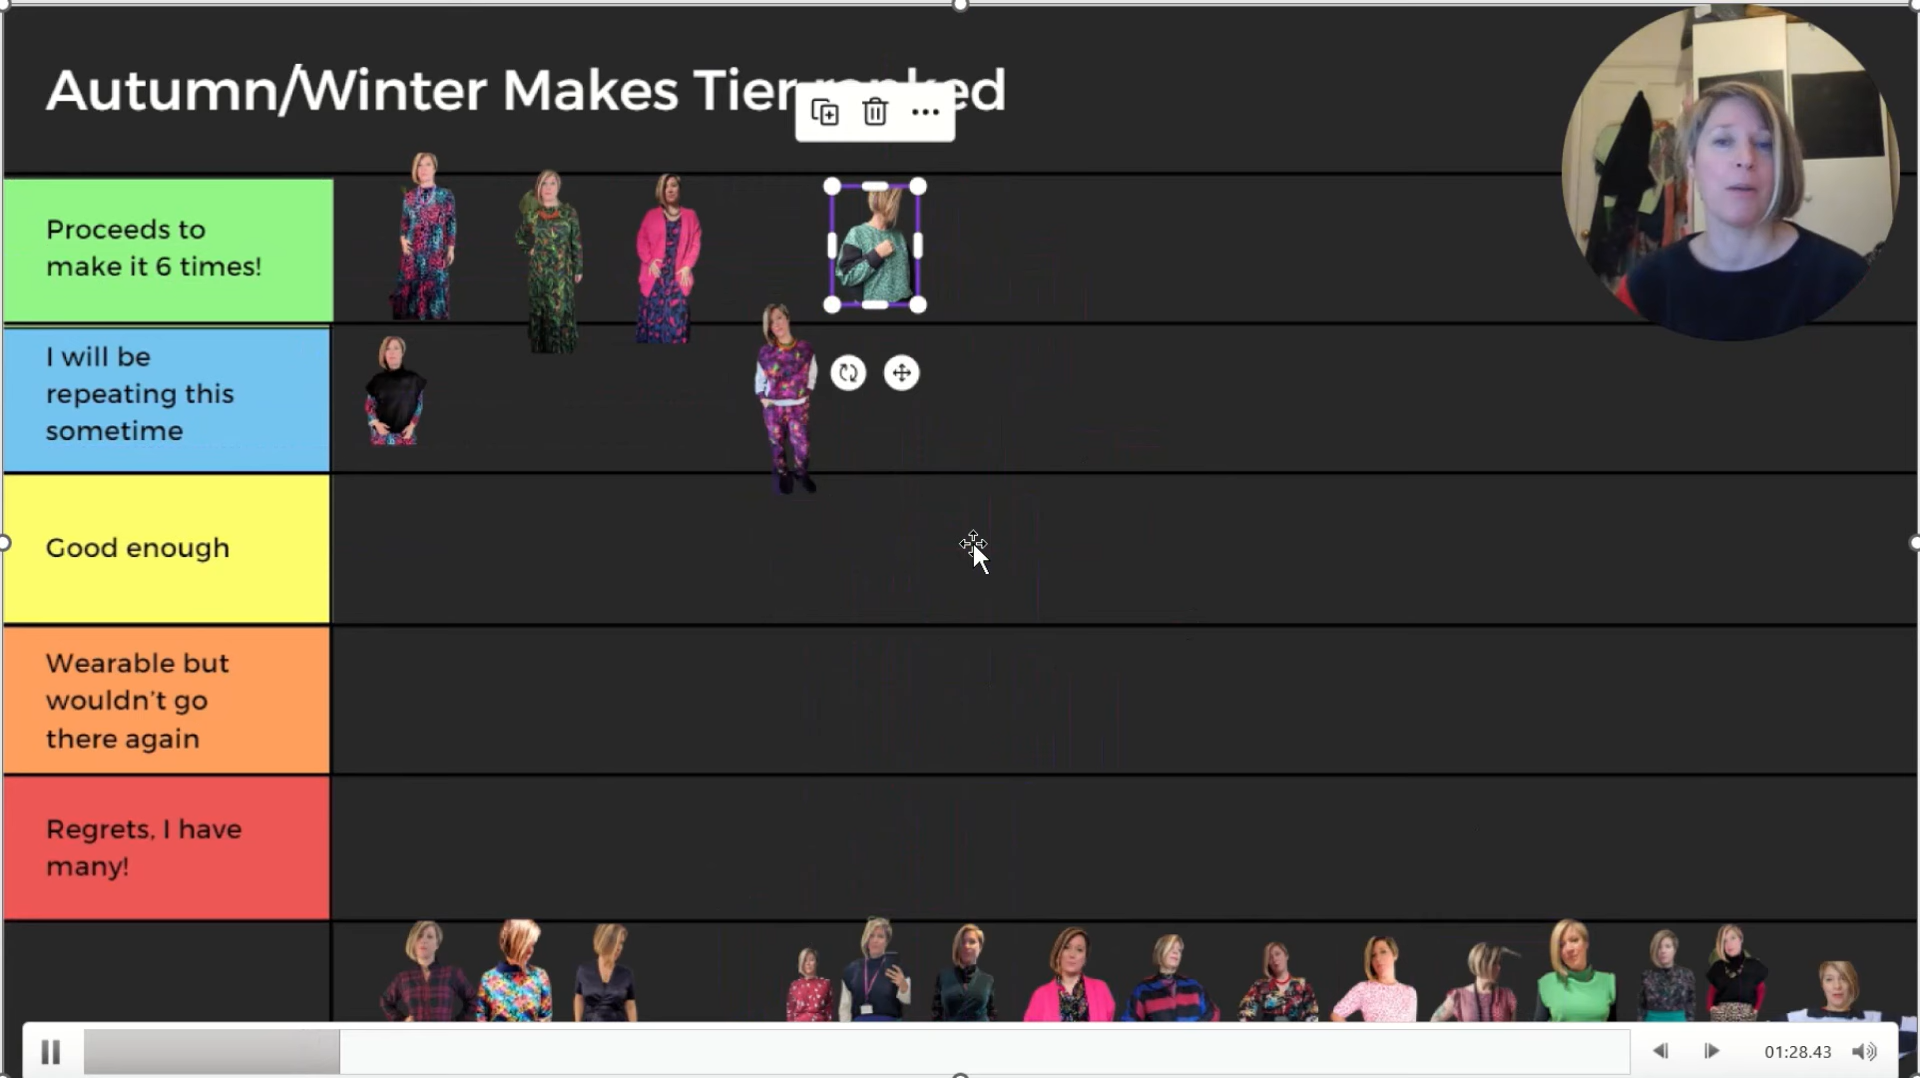 Autumn/Winter Makes Tier ranked
Proceeds to
make it 6 times!
I will be
repeating this
sometime
Good enough
Wearable but
wouldn't go
there again
Regrets, I have
many!
01:28.43